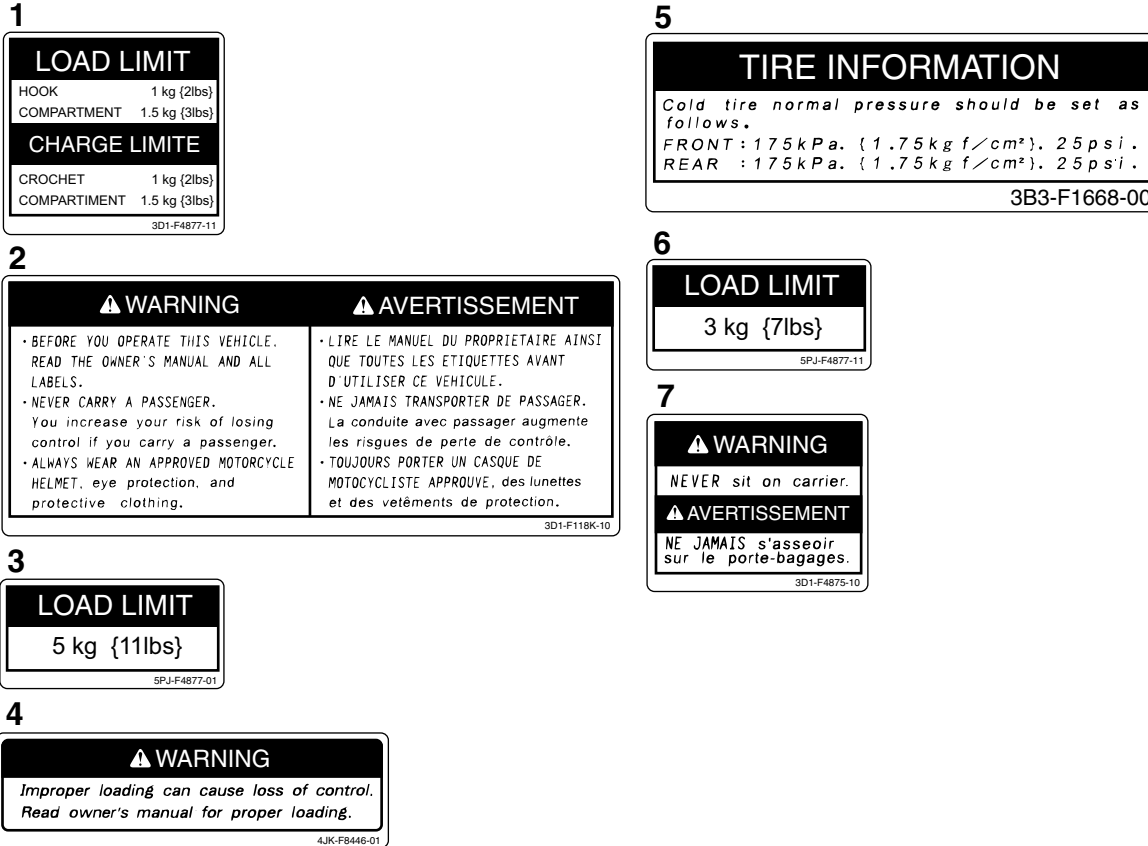 1
LOAD LIMIT
HOOK 1 kg {2lbs}
COMPARTMENT 1.5 kg {3lbs}
CHARGE LIMITE
CROCHET 1 kg {2lbs}
COMPARTIMENT 1.5 kg {3lbs}
3D1-F4877-11
2
WARNING
· BEFORE YOU OPERATE THIS VEHICLE,
READ THE OWNER'S MANUAL AND ALL
LABELS.
· NEVER CARRY A PASSENGER.
You increase your risk of losing
control if you carry a passenger.
· ALWAYS WEAR AN APPROVED MOTORCYCLE
HELMET, eye protection, and
protective clothing.
AVERTISSEMENT
· LIRE LE MANUEL DU PROPRIETAIRE AINSI
QUE TOUTES LES ETIQUETTES AVANT
D'UTILISER CE VEHICULE.
· NE JAMAIS TRANSPORTER DE PASSAGER.
La conduite avec passager augmente
les risgues de perte de contrôle.
· TOUJOURS PORTER UN CASQUE DE
MOTOCYCLISTE APPROUVE, des lunettes
et des vetêments de protection.
3D1-F118K-10
3
LOAD LIMIT
5 kg {11lbs}
5PJ-F4877-01
4
WARNING
Improper loading can cause loss of control.
Read owner's manual for proper loading.
4JK-F8446-01
5
TIRE INFORMATION
Cold tire normal pressure should be set as
follows.
FRONT : 175kPa. {1.75kgf/cm²}. 25psi.
REAR : 175kPa. {1.75kgf/cm²}. 25psi.
3B3-F1668-00
6
LOAD LIMIT
3 kg {7lbs}
5PJ-F4877-11
7
WARNING
NEVER sit on carrier.
AVERTISSEMENT
NE JAMAIS s'asseoir
sur le porte-bagages.
3D1-F4875-10